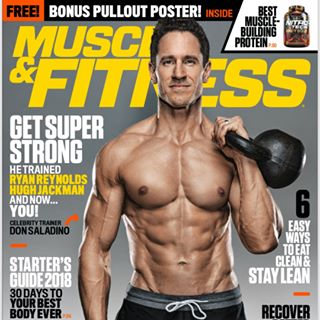 FREE! BONUS PULLOUT POSTER! INSIDE
BEST
MUSCLE-
BUILDING
PROTEIN
NITRO
TECH
MUSCLE
& FITNESS
GET SUPER
STRONG
HE TRAINED
RYAN REYNOLDS
HUGH JACKMAN
AND NOW...
YOU!
CELEBRITY TRAINER
DON SALADINO
STARTER'S
GUIDE 2018
30 DAYS TO
YOUR BEST
BODY EVER
6
EASY
WAYS
TO EAT
CLEAN &
STAY LEAN
RECOVER